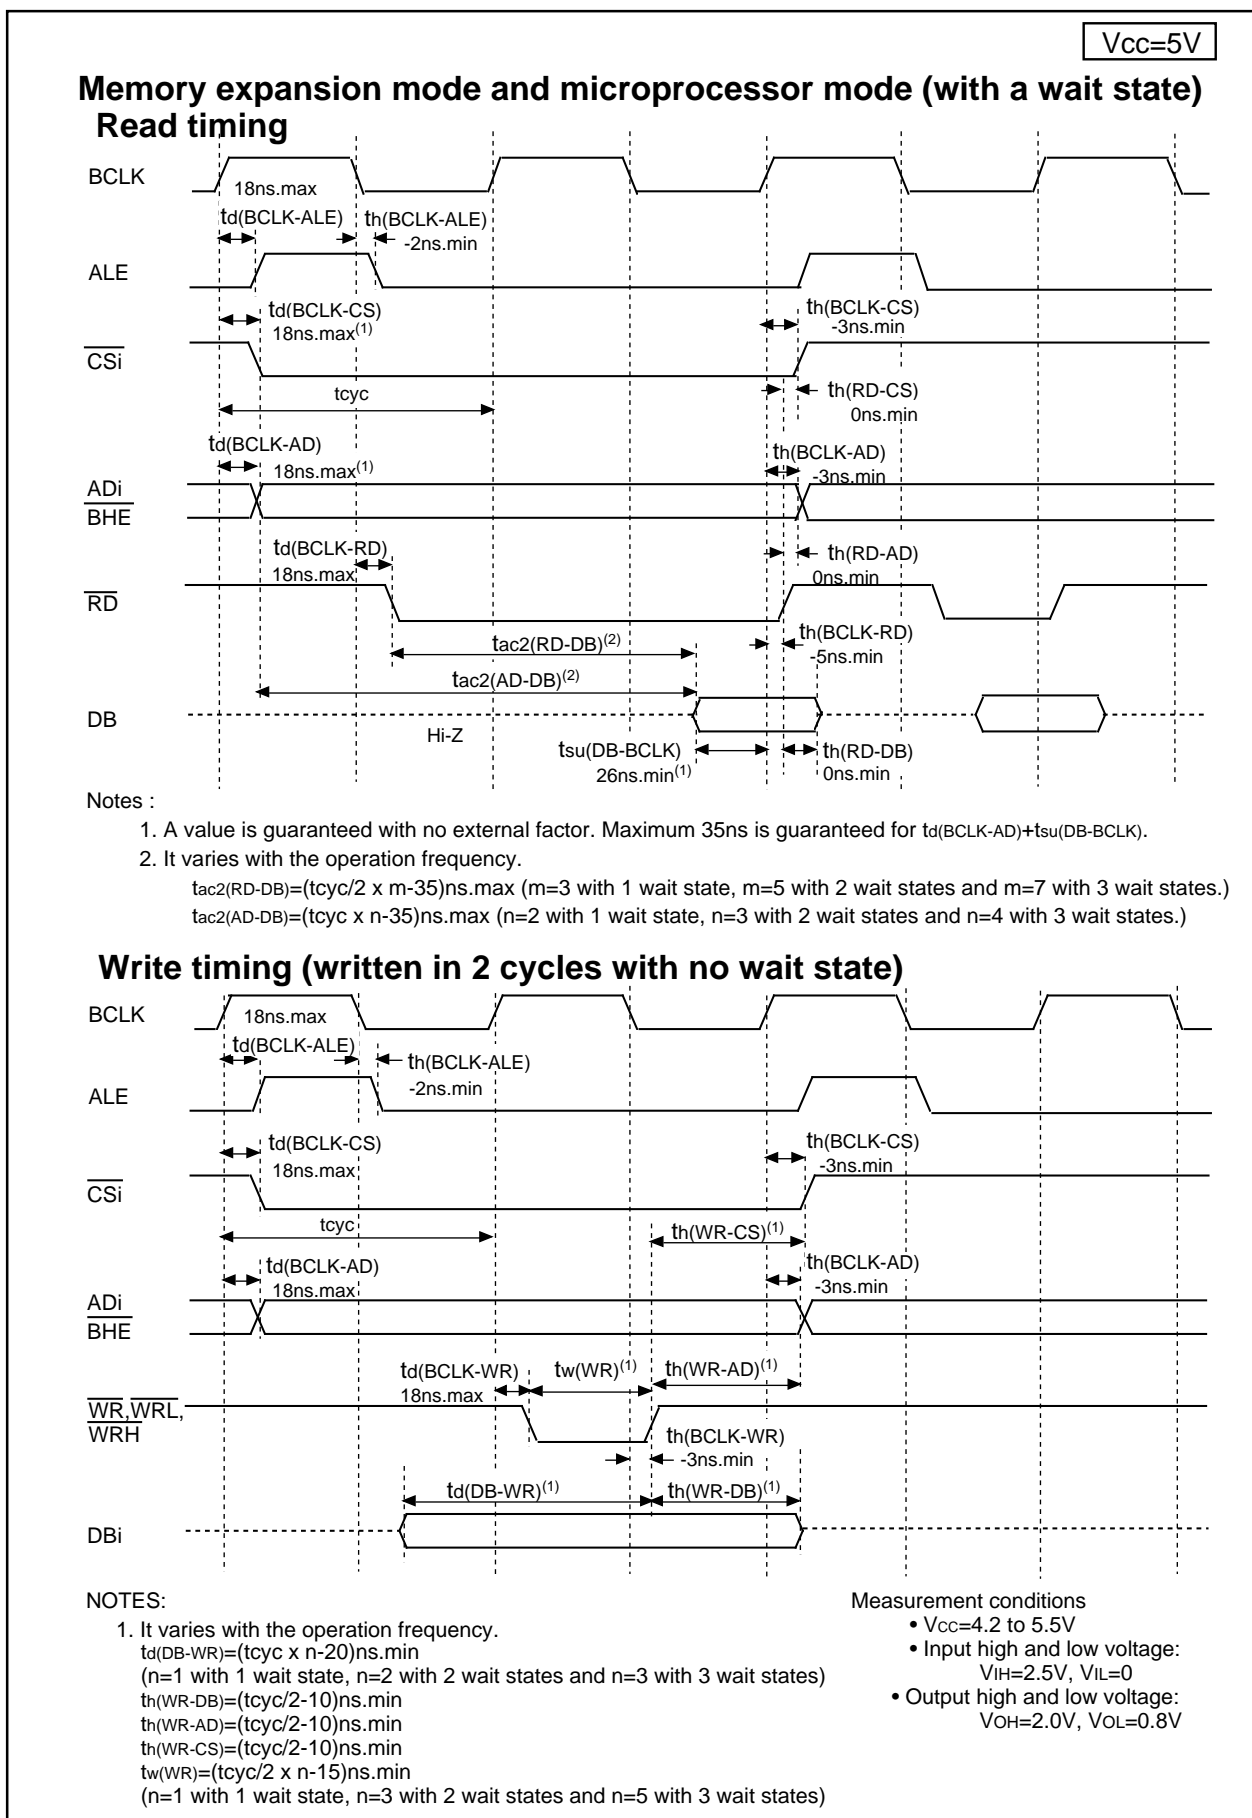 Vcc=5V
Memory expansion mode and microprocessor mode (with a wait state)
Read timing
BCLK
18ns.max
td(BCLK-ALE)
th(BCLK-ALE)
-2ns.min
ALE
td(BCLK-CS)
18ns.max(1)
th(BCLK-CS)
-3ns.min
CSi
tcyc
th(RD-CS)
0ns.min
td(BCLK-AD)
18ns.max(1)
th(BCLK-AD)
-3ns.min
ADi
BHE
td(BCLK-RD)
18ns.max
th(RD-AD)
0ns.min
RD
tac2(RD-DB)(2)
th(BCLK-RD)
-5ns.min
tac2(AD-DB)(2)
DB
Hi-Z
tsu(DB-BCLK)
26ns.min(1)
th(RD-DB)
0ns.min
Notes :
1. A value is guaranteed with no external factor. Maximum 35ns is guaranteed for td(BCLK-AD)+tsu(DB-BCLK).
2. It varies with the operation frequency.
tac2(RD-DB)=(tcyc/2 x m-35)ns.max (m=3 with 1 wait state, m=5 with 2 wait states and m=7 with 3 wait states.)
tac2(AD-DB)=(tcyc x n-35)ns.max (n=2 with 1 wait state, n=3 with 2 wait states and n=4 with 3 wait states.)
Write timing (written in 2 cycles with no wait state)
BCLK
18ns.max
td(BCLK-ALE)
th(BCLK-ALE)
-2ns.min
ALE
td(BCLK-CS)
18ns.max
th(BCLK-CS)
-3ns.min
CSi
tcyc
th(WR-CS)(1)
td(BCLK-AD)
18ns.max
th(BCLK-AD)
-3ns.min
ADi
BHE
td(BCLK-WR)
18ns.max
tw(WR)(1)
th(WR-AD)(1)
WR,WRL,
WRH
th(BCLK-WR)
-3ns.min
td(DB-WR)(1)
th(WR-DB)(1)
DBi
NOTES:
1. It varies with the operation frequency.
td(DB-WR)=(tcyc x n-20)ns.min
(n=1 with 1 wait state, n=2 with 2 wait states and n=3 with 3 wait states)
th(WR-DB)=(tcyc/2-10)ns.min
th(WR-AD)=(tcyc/2-10)ns.min
th(WR-CS)=(tcyc/2-10)ns.min
tw(WR)=(tcyc/2 x n-15)ns.min
(n=1 with 1 wait state, n=3 with 2 wait states and n=5 with 3 wait states)
Measurement conditions
• VCC=4.2 to 5.5V
• Input high and low voltage:
VIH=2.5V, VIL=0
• Output high and low voltage:
VOH=2.0V, VOL=0.8V